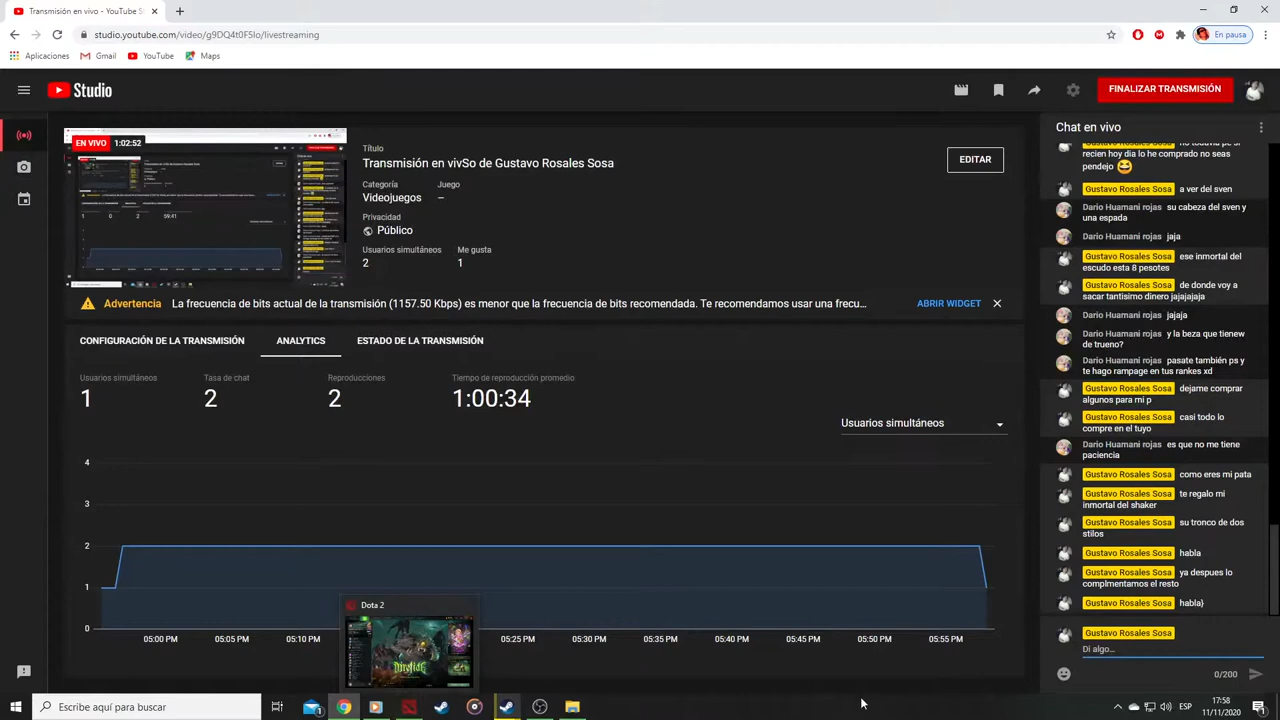 Transmisión en vivo - YouTube S
studio.youtube.com/video/g9DQ4t0F5Io/livestreaming
En pausa
Aplicaciones
Gmail
YouTube
Maps
Studio
FINALIZAR TRANSMISIÓN
EN VIVO 1:02:52
Título
Transmisión en vivSo de Gustavo Rosales Sosa
EDITAR
Categoría Juego
Videojuegos –
Privacidad
Público
Usuarios simultáneos Me gusta
2 1
Advertencia La frecuencia de bits actual de la transmisión (1157.50 Kbps) es menor que la frecuencia de bits recomendada. Te recomendamos usar una frecu...
ABRIR WIDGET
CONFIGURACIÓN DE LA TRANSMISIÓN ANALYTICS ESTADO DE LA TRANSMISIÓN
Usuarios simultáneos Tasa de chat Reproducciones Tiempo de reproducción promedio
1 2 2 1:00:34
Usuarios simultáneos
4
3
2
1
0
05:00 PM 05:05 PM 05:10 PM 05:25 PM 05:30 PM 05:35 PM 05:40 PM 05:45 PM 05:50 PM 05:55 PM
Dota 2
Chat en vivo
recien hoy dia lo he comprado no seas
pendejo
Gustavo Rosales Sosa a ver del sven
Dario Huamani rojas su cabeza del sven y
una espada
Dario Huamani rojas jaja
Gustavo Rosales Sosa ese inmortal del
escudo esta 8 pesotes
Gustavo Rosales Sosa de donde voy a
sacar tantisimo dinero jajajajaja
Dario Huamani rojas jajaja
Dario Huamani rojas y la beza que tienew
de trueno?
Dario Huamani rojas pasate también ps y
te hago rampage en tus rankes xd
Gustavo Rosales Sosa dejame comprar
algunos para mi p
Gustavo Rosales Sosa casi todo lo
compre en el tuyo
Dario Huamani rojas es que no me tiene
paciencia
Gustavo Rosales Sosa como eres mi pata
Gustavo Rosales Sosa te regalo mi
inmortal del shaker
Gustavo Rosales Sosa su tronco de dos
stilos
Gustavo Rosales Sosa habla
Gustavo Rosales Sosa ya despues lo
complmentamos el resto
Gustavo Rosales Sosa habla}
Gustavo Rosales Sosa
Di algo...
0/200
Escribe aquí para buscar
ESP
17:58
11/11/2020